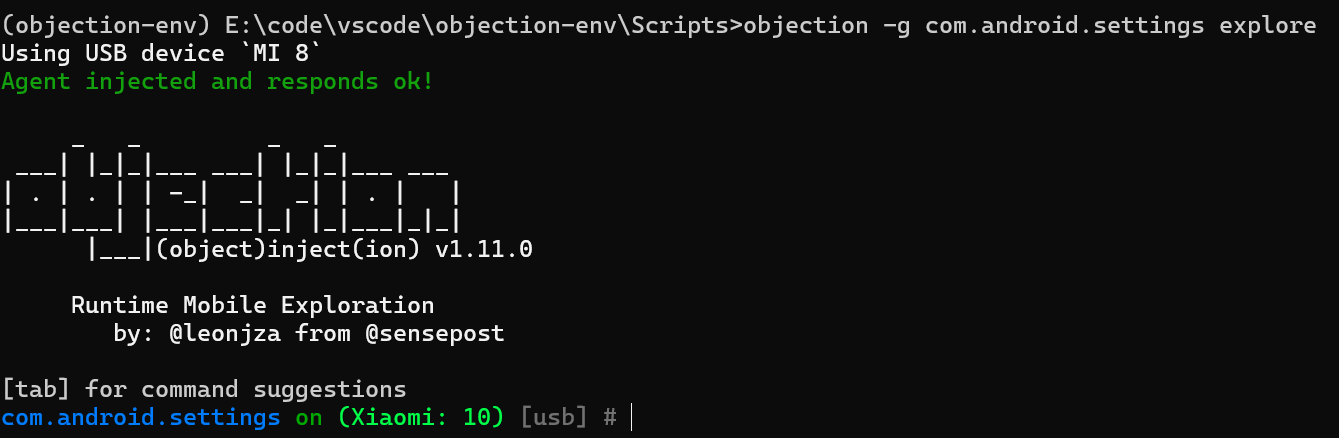 (objection-env) E:\code\vscode\objection-env\Scripts>objection -g com.android.settings explore
Using USB device `MI 8`
Agent injected and responds ok!
     _   _         _   _
 ___| |_|_|___ ___| |_|_|___ ___
| . | . | | -_|  _|  _| | . |   |
|___|___| |___|___|_| |_|___|_|_|
      |___|(object)inject(ion) v1.11.0
     Runtime Mobile Exploration
        by: @leonjza from @sensepost
[tab] for command suggestions
com.android.settings on (Xiaomi: 10) [usb] #